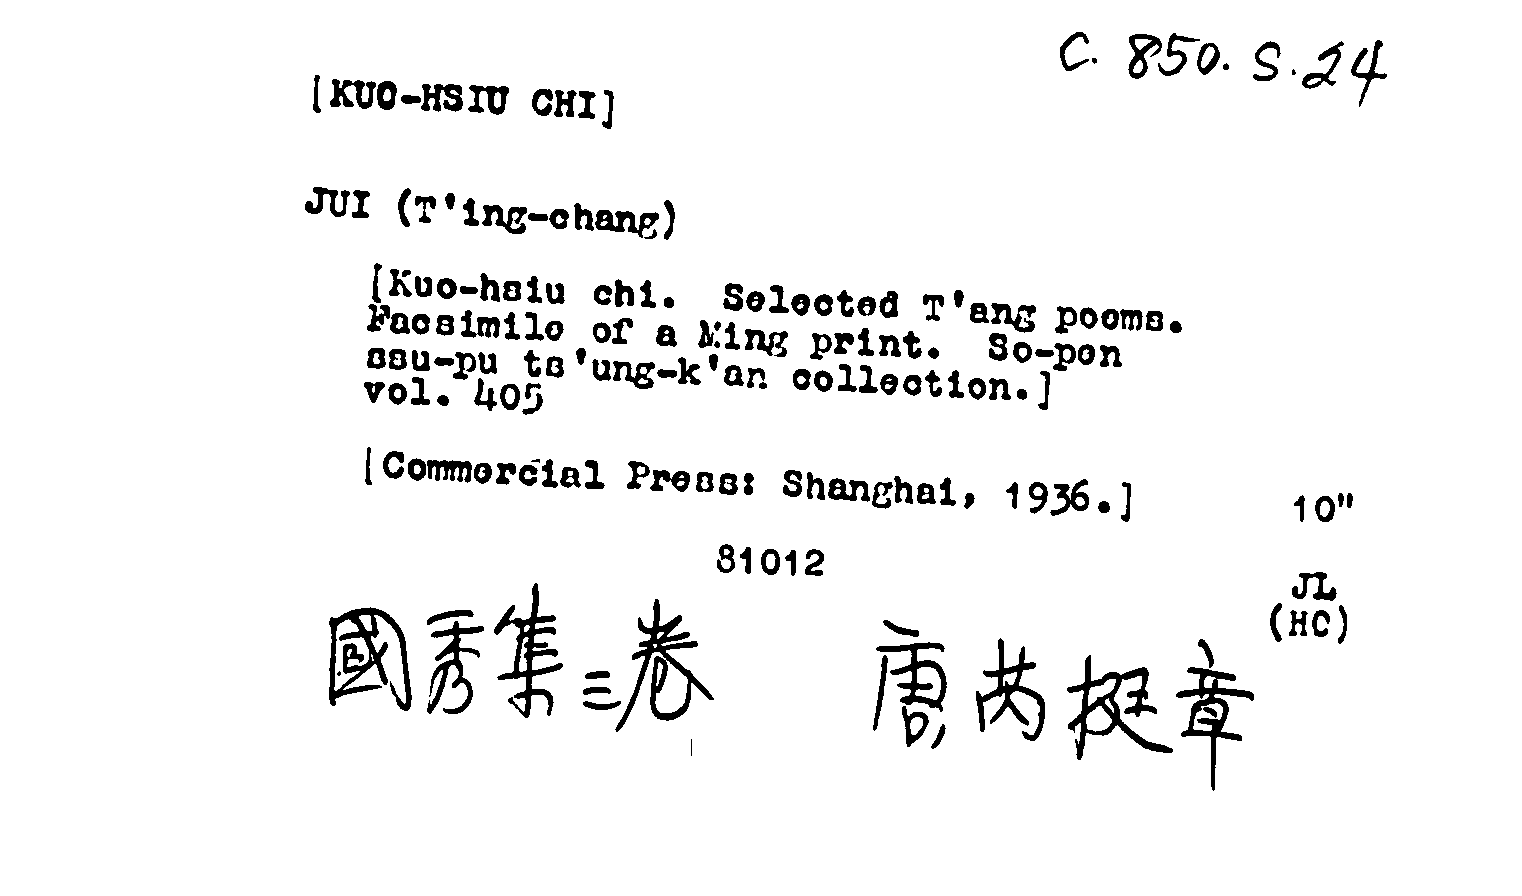 C. 850. S. 24
[KUO-HSIU CHI]
JUI (T'ing-chang)
[Kuo-hsiu chi. Selected T'ang poems.
Facsimile of a Ming print. So-pen
ssu-pu ts'ung-k'an collection.]
vol. 405
[Commercial Press: Shanghai, 1936.]
10"
81012
JL
(HC)
國秀集三卷 唐芮挺章